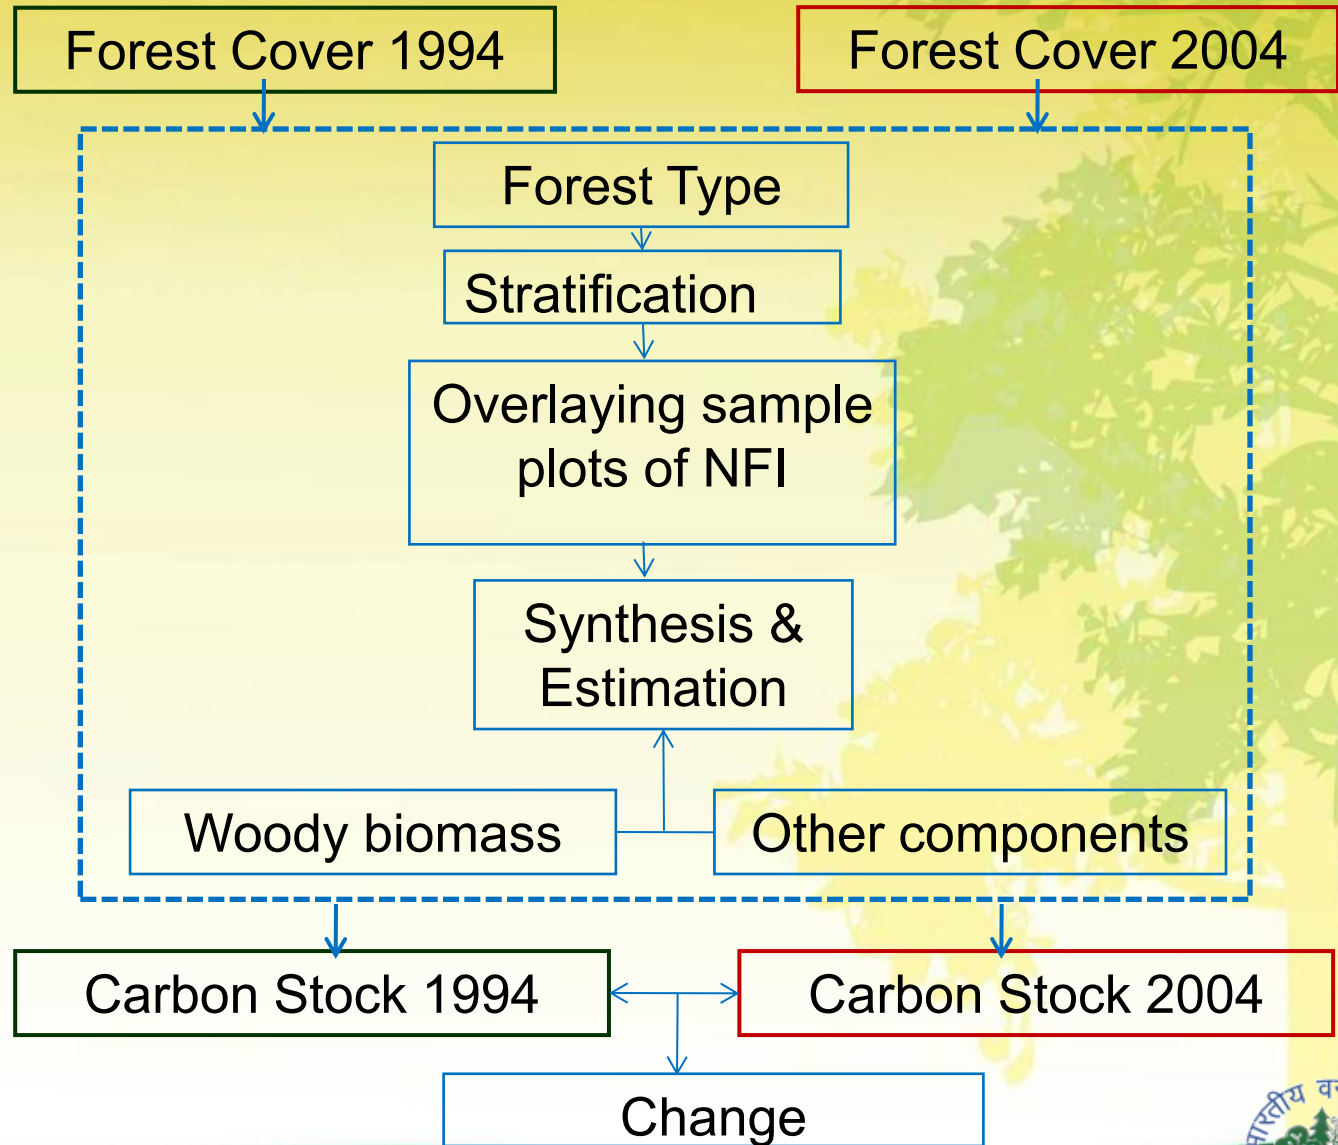 Forest Cover 1994
Forest Cover 2004
Forest Type
Stratification
Overlaying sample
plots of NFI
Synthesis &
Estimation
Woody biomass
Other components
Carbon Stock 1994
Carbon Stock 2004
Change
भारतीय